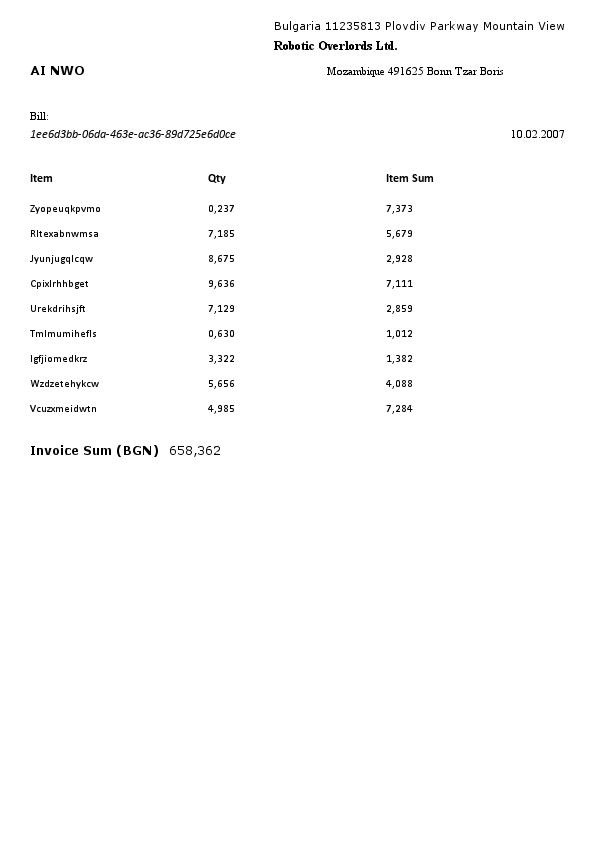 Bulgaria 11235813 Plovdiv Parkway Mountain View
Robotic Overlords Ltd.
AI NWO Mozambique 491625 Bonn Tzar Boris
Bill:
1ee6d3bb-06da-463e-ac36-89d725e6d0ce 10.02.2007
Item Qty Item Sum
Zyopeuqkpvmo 0,237 7,373
Rltexabnwmsa 7,185 5,679
Jyunjugqlcqw 8,675 2,928
Cpixlrhhbget 9,636 7,111
Urekdrihsjft 7,129 2,859
Tmlmumihefls 0,630 1,012
Igfjiomedkrz 3,322 1,382
Wzdzetehykcw 5,656 4,088
Vcuzxmeidwtn 4,985 7,284
Invoice Sum (BGN) 658,362